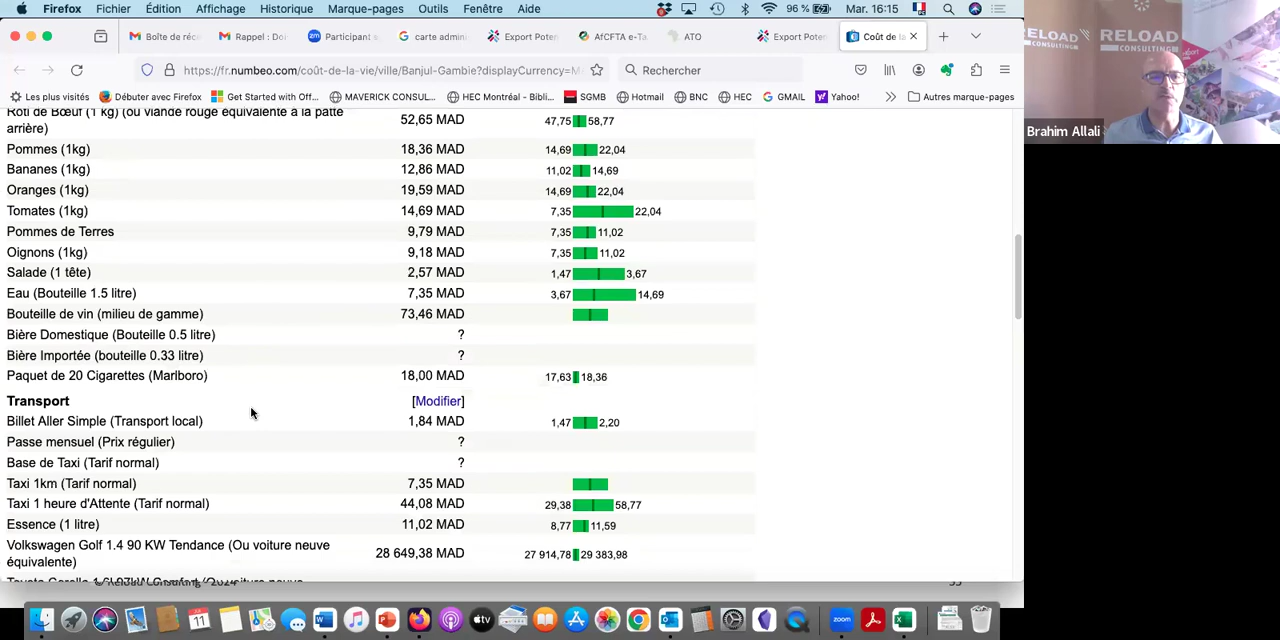 Firefox Fichier Édition Affichage Historique Marque-pages Outils Fenêtre Aide 96 % Mar. 16:15
Boîte de réc Rappel : Do Participant zm G carte admin Export Poten AfCFTA e-Ta ATO Export Poten Coût de la
https://fr.numbeo.com/coût-de-la-vie/ville/Banjul-Gambie?displayCurrency=M Rechercher
Les plus visités Débuter avec Firefox Get Started with Off... MAVERICK CONSUL... HEC Montréal - Bibli... SGMB Hotmail BNC HEC GMAIL Yahoo! Autres marque-pages
RELOAD CONSULTING RELOAD CONSULTING
Brahim Allali
Rôti de Bœuf (1 kg) (ou viande rouge équivalente à la patte arrière) 52,65 MAD 47,75 58,77
Pommes (1kg) 18,36 MAD 14,69 22,04
Bananes (1kg) 12,86 MAD 11,02 14,69
Oranges (1kg) 19,59 MAD 14,69 22,04
Tomates (1kg) 14,69 MAD 7,35 22,04
Pommes de Terres 9,79 MAD 7,35 11,02
Oignons (1kg) 9,18 MAD 7,35 11,02
Salade (1 tête) 2,57 MAD 1,47 3,67
Eau (Bouteille 1.5 litre) 7,35 MAD 3,67 14,69
Bouteille de vin (milieu de gamme) 73,46 MAD
Bière Domestique (Bouteille 0.5 litre) ?
Bière Importée (bouteille 0.33 litre) ?
Paquet de 20 Cigarettes (Marlboro) 18,00 MAD 17,63 18,36
Transport [Modifier]
Billet Aller Simple (Transport local) 1,84 MAD 1,47 2,20
Passe mensuel (Prix régulier) ?
Base de Taxi (Tarif normal) ?
Taxi 1km (Tarif normal) 7,35 MAD
Taxi 1 heure d'Attente (Tarif normal) 44,08 MAD 29,38 58,77
Essence (1 litre) 11,02 MAD 8,77 11,59
Volkswagen Golf 1.4 90 KW Tendance (Ou voiture neuve équivalente) 28 649,38 MAD 27 914,78 29 383,98
© Reload Consulting - 2024